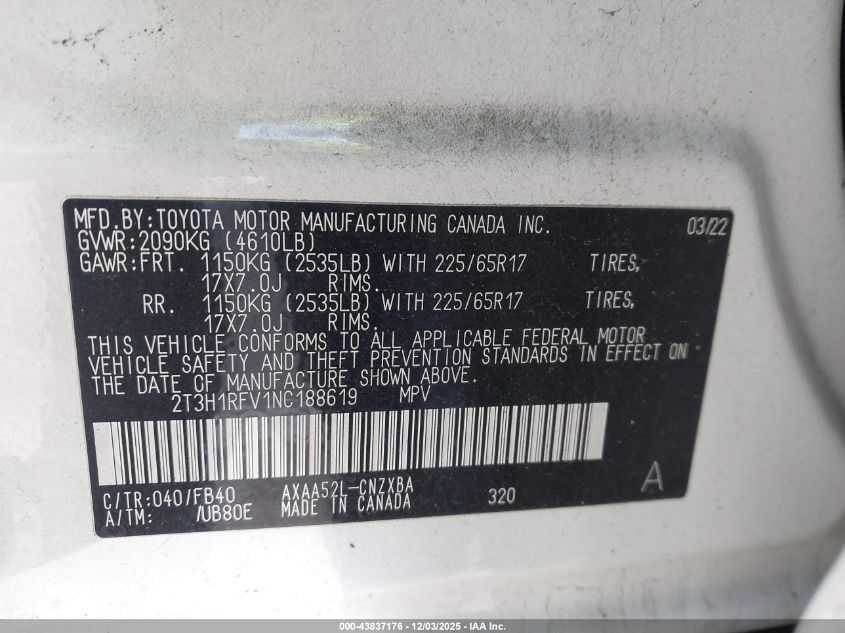 MFD.BY:TOYOTA MOTOR MANUFACTURING CANADA INC. 03/22
GVWR:2090KG (4610LB)
GAWR:FRT. 1150KG (2535LB) WITH 225/65R17 TIRES,
17X7.0J RIMS.
RR. 1150KG (2535LB) WITH 225/65R17 TIRES,
17X7.0J RIMS.
THIS VEHICLE CONFORMS TO ALL APPLICABLE FEDERAL MOTOR
VEHICLE SAFETY AND THEFT PREVENTION STANDARDS IN EFFECT ON
THE DATE OF MANUFACTURE SHOWN ABOVE.
2T3H1RFV1NC188619 MPV
A
C/TR:040/FB40 AXAA52L-CNZXBA 320
A/TM: /UB80E MADE IN CANADA
000-43837176 - 12/03/2025 - IAA Inc.